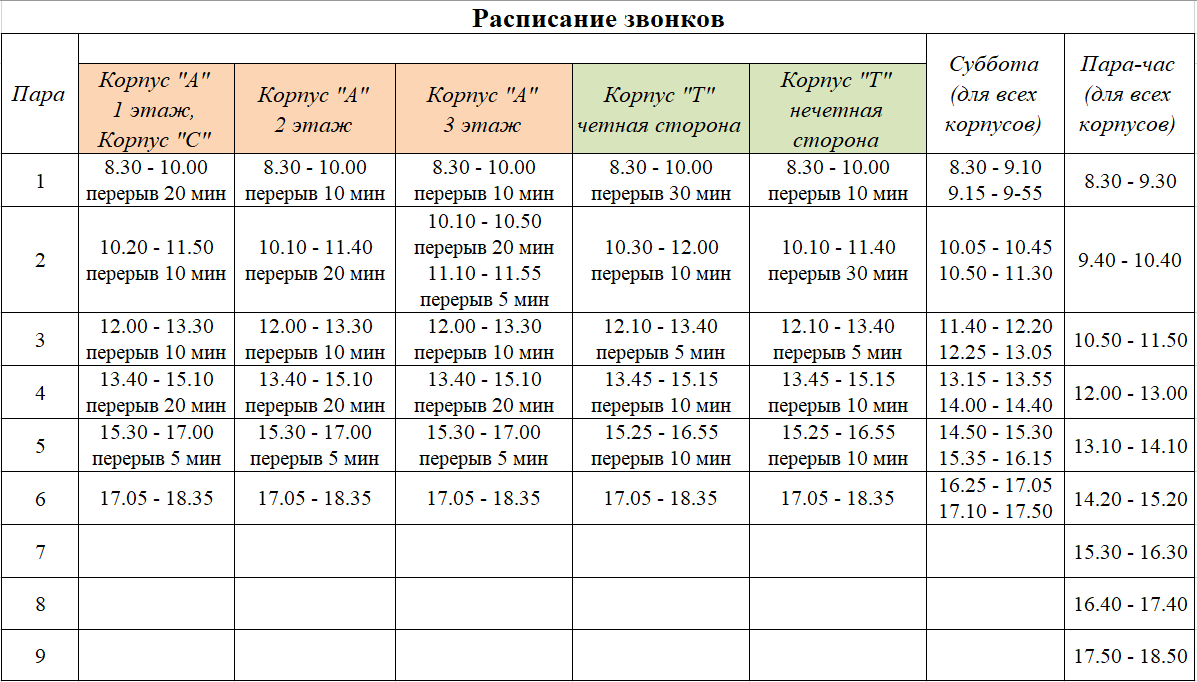 Расписание звонков
Пара
Корпус "А"
1 этаж,
Корпус "С"
Корпус "А"
2 этаж
Корпус "А"
3 этаж
Корпус "Т"
четная сторона
Корпус "Т"
нечетная
сторона
Суббота
(для всех
корпусов)
Пара-час
(для всех
корпусов)
1
8.30 - 10.00
перерыв 20 мин
8.30 - 10.00
перерыв 10 мин
8.30 - 10.00
перерыв 10 мин
8.30 - 10.00
перерыв 30 мин
8.30 - 10.00
перерыв 10 мин
8.30 - 9.10
9.15 - 9-55
8.30 - 9.30
2
10.20 - 11.50
перерыв 10 мин
10.10 - 11.40
перерыв 20 мин
10.10 - 10.50
перерыв 20 мин
11.10 - 11.55
перерыв 5 мин
10.30 - 12.00
перерыв 10 мин
10.10 - 11.40
перерыв 30 мин
10.05 - 10.45
10.50 - 11.30
9.40 - 10.40
3
12.00 - 13.30
перерыв 10 мин
12.00 - 13.30
перерыв 10 мин
12.00 - 13.30
перерыв 10 мин
12.10 - 13.40
перерыв 5 мин
12.10 - 13.40
перерыв 5 мин
11.40 - 12.20
12.25 - 13.05
10.50 - 11.50
4
13.40 - 15.10
перерыв 20 мин
13.40 - 15.10
перерыв 20 мин
13.40 - 15.10
перерыв 20 мин
13.45 - 15.15
перерыв 10 мин
13.45 - 15.15
перерыв 10 мин
13.15 - 13.55
14.00 - 14.40
12.00 - 13.00
5
15.30 - 17.00
перерыв 5 мин
15.30 - 17.00
перерыв 5 мин
15.30 - 17.00
перерыв 5 мин
15.25 - 16.55
перерыв 10 мин
15.25 - 16.55
перерыв 10 мин
14.50 - 15.30
15.35 - 16.15
13.10 - 14.10
6
17.05 - 18.35
17.05 - 18.35
17.05 - 18.35
17.05 - 18.35
17.05 - 18.35
16.25 - 17.05
17.10 - 17.50
14.20 - 15.20
7
15.30 - 16.30
8
16.40 - 17.40
9
17.50 - 18.50